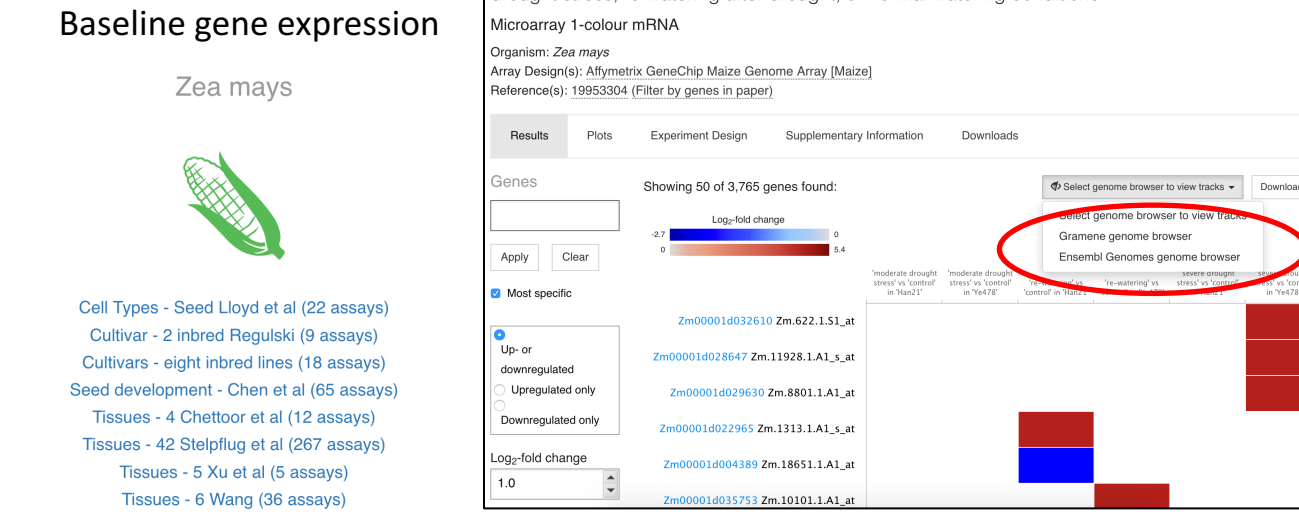 Baseline gene expression
Zea mays
Cell Types - Seed Lloyd et al (22 assays)
Cultivar - 2 inbred Regulski (9 assays)
Cultivars - eight inbred lines (18 assays)
Seed development - Chen et al (65 assays)
Tissues - 4 Chettoor et al (12 assays)
Tissues - 42 Stelpflug et al (267 assays)
Tissues - 5 Xu et al (5 assays)
Tissues - 6 Wang (36 assays)
Microarray 1-colour mRNA
Organism: Zea mays
Array Design(s): Affymetrix GeneChip Maize Genome Array [Maize]
Reference(s): 19953304 (Filter by genes in paper)
Results Plots Experiment Design Supplementary Information Downloads
Genes
Apply Clear
Most specific
Up- or
downregulated
Upregulated only
Downregulated only
Log2-fold change
1.0
Showing 50 of 3,765 genes found:
Select genome browser to view tracks
Select genome browser to view tracks
Gramene genome browser
Ensembl Genomes genome browser
Log2-fold change
-2.7 0
0 5.4
'moderate drought
stress' vs 'control'
in 'Han21'
'moderate drought
stress' vs 'control'
in 'Ye478'
're-watering' vs
'control' in 'Han21'
're-watering' vs
severe drought
stress' vs 'control'
in 'Ye478'
Zm00001d032610 Zm.622.1.S1_at
Zm00001d028647 Zm.11928.1.A1_s_at
Zm00001d029630 Zm.8801.1.A1_at
Zm00001d022965 Zm.1313.1.A1_s_at
Zm00001d004389 Zm.18651.1.A1_at
Zm00001d035753 Zm.10101.1.A1_at